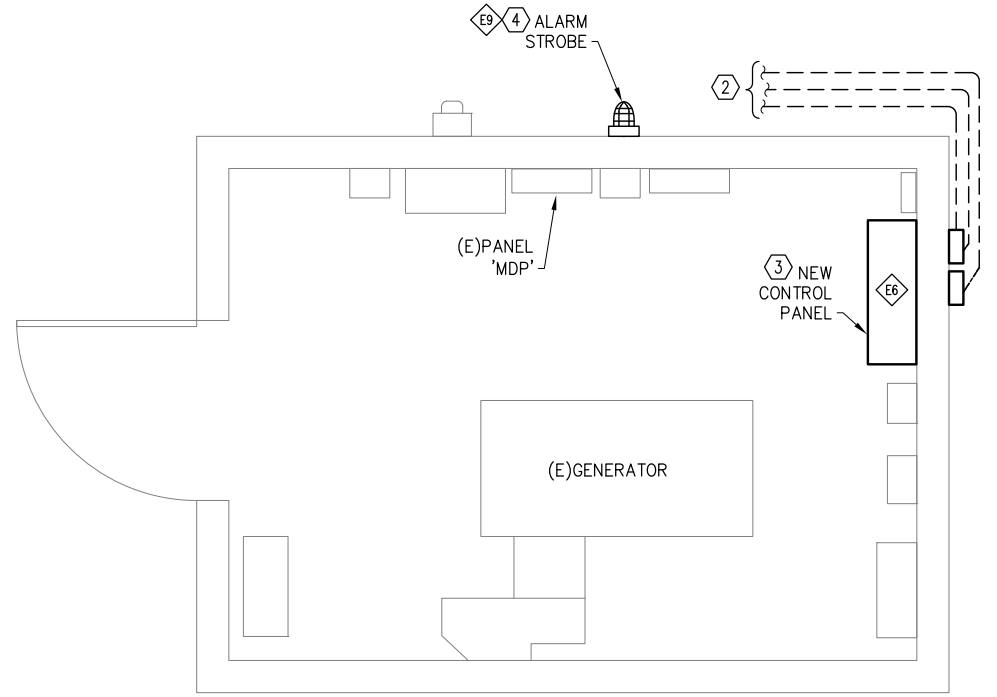 E9 4 ALARM
STROBE
2
(E)PANEL
'MDP'
3 NEW
CONTROL
PANEL
E6
(E)GENERATOR